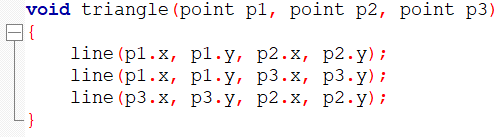 void triangle(point p1, point p2, point p3)
{
    line(p1.x, p1.y, p2.x, p2.y);
    line(p1.x, p1.y, p3.x, p3.y);
    line(p3.x, p3.y, p2.x, p2.y);
}